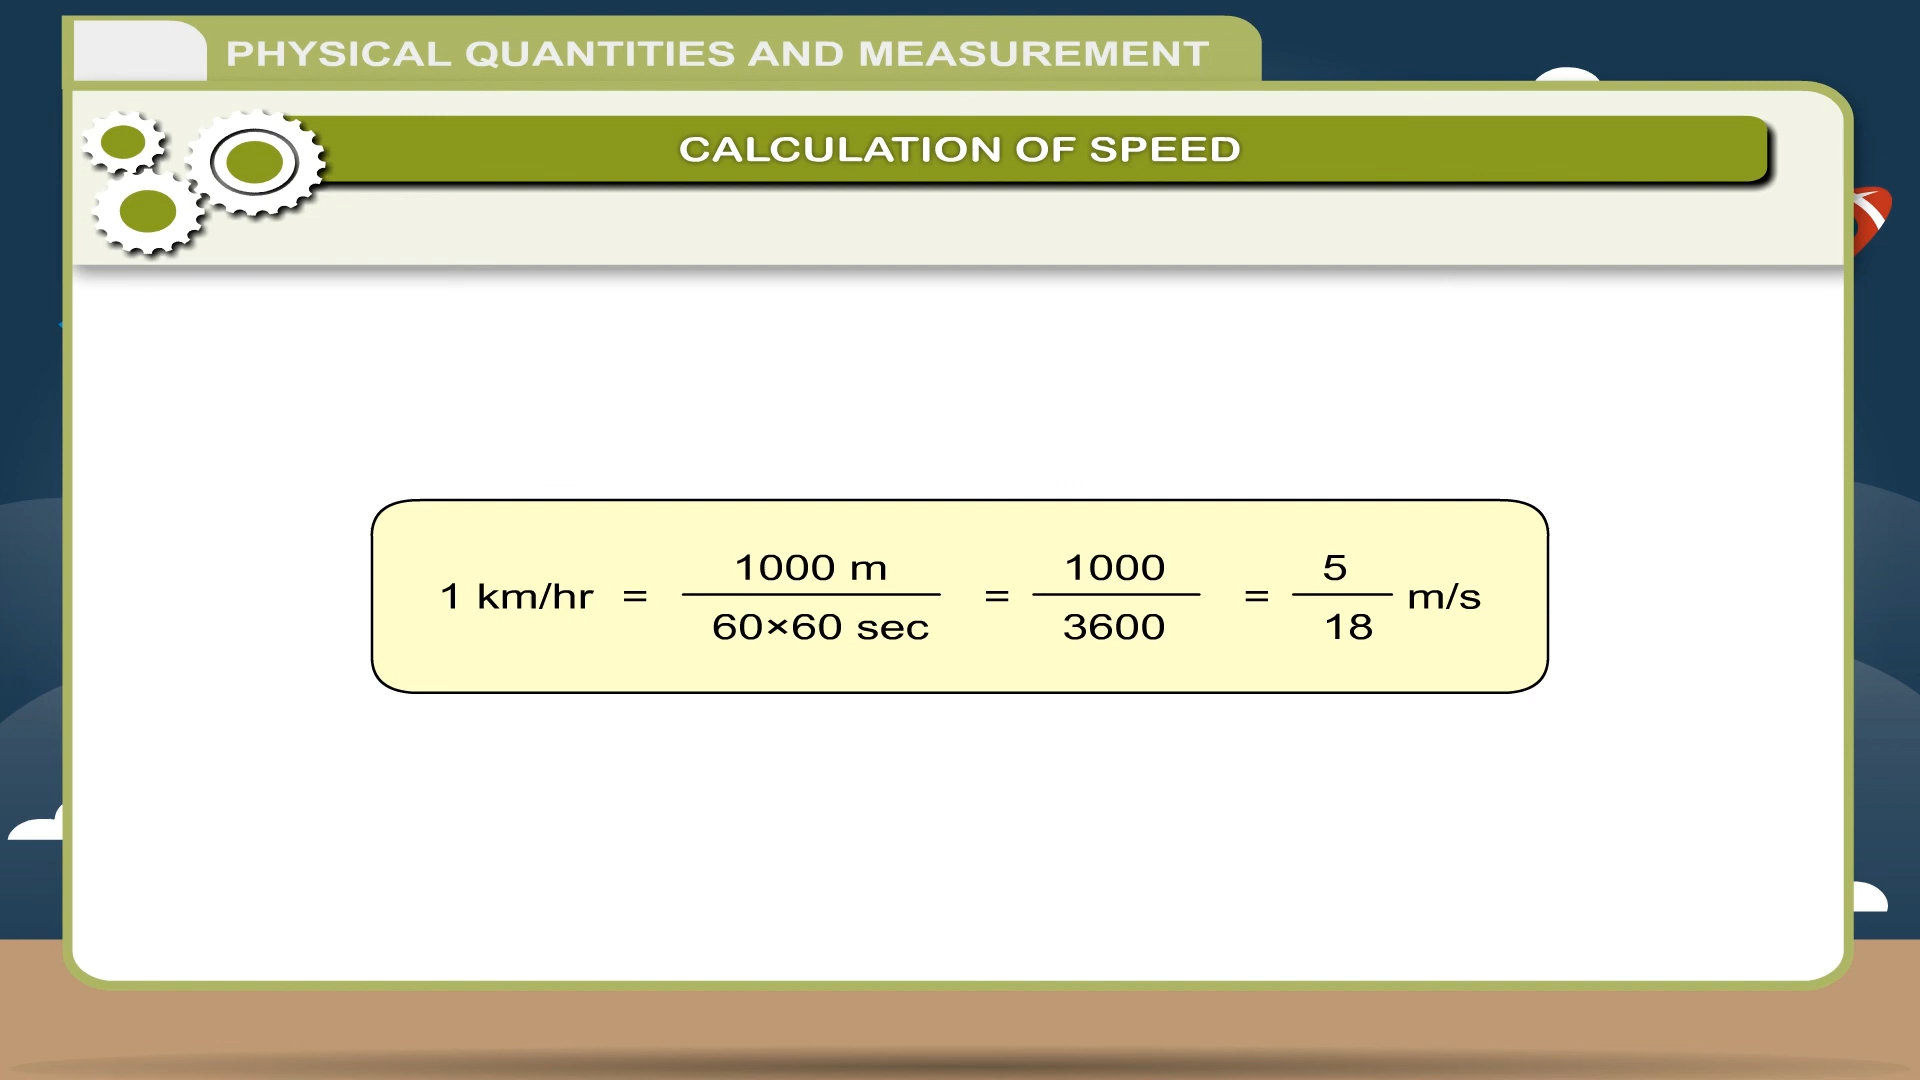 PHYSICAL QUANTITIES AND MEASUREMENT
CALCULATION OF SPEED
1 km/hr = 1000 m / 60×60 sec = 1000 / 3600 = 5 / 18 m/s